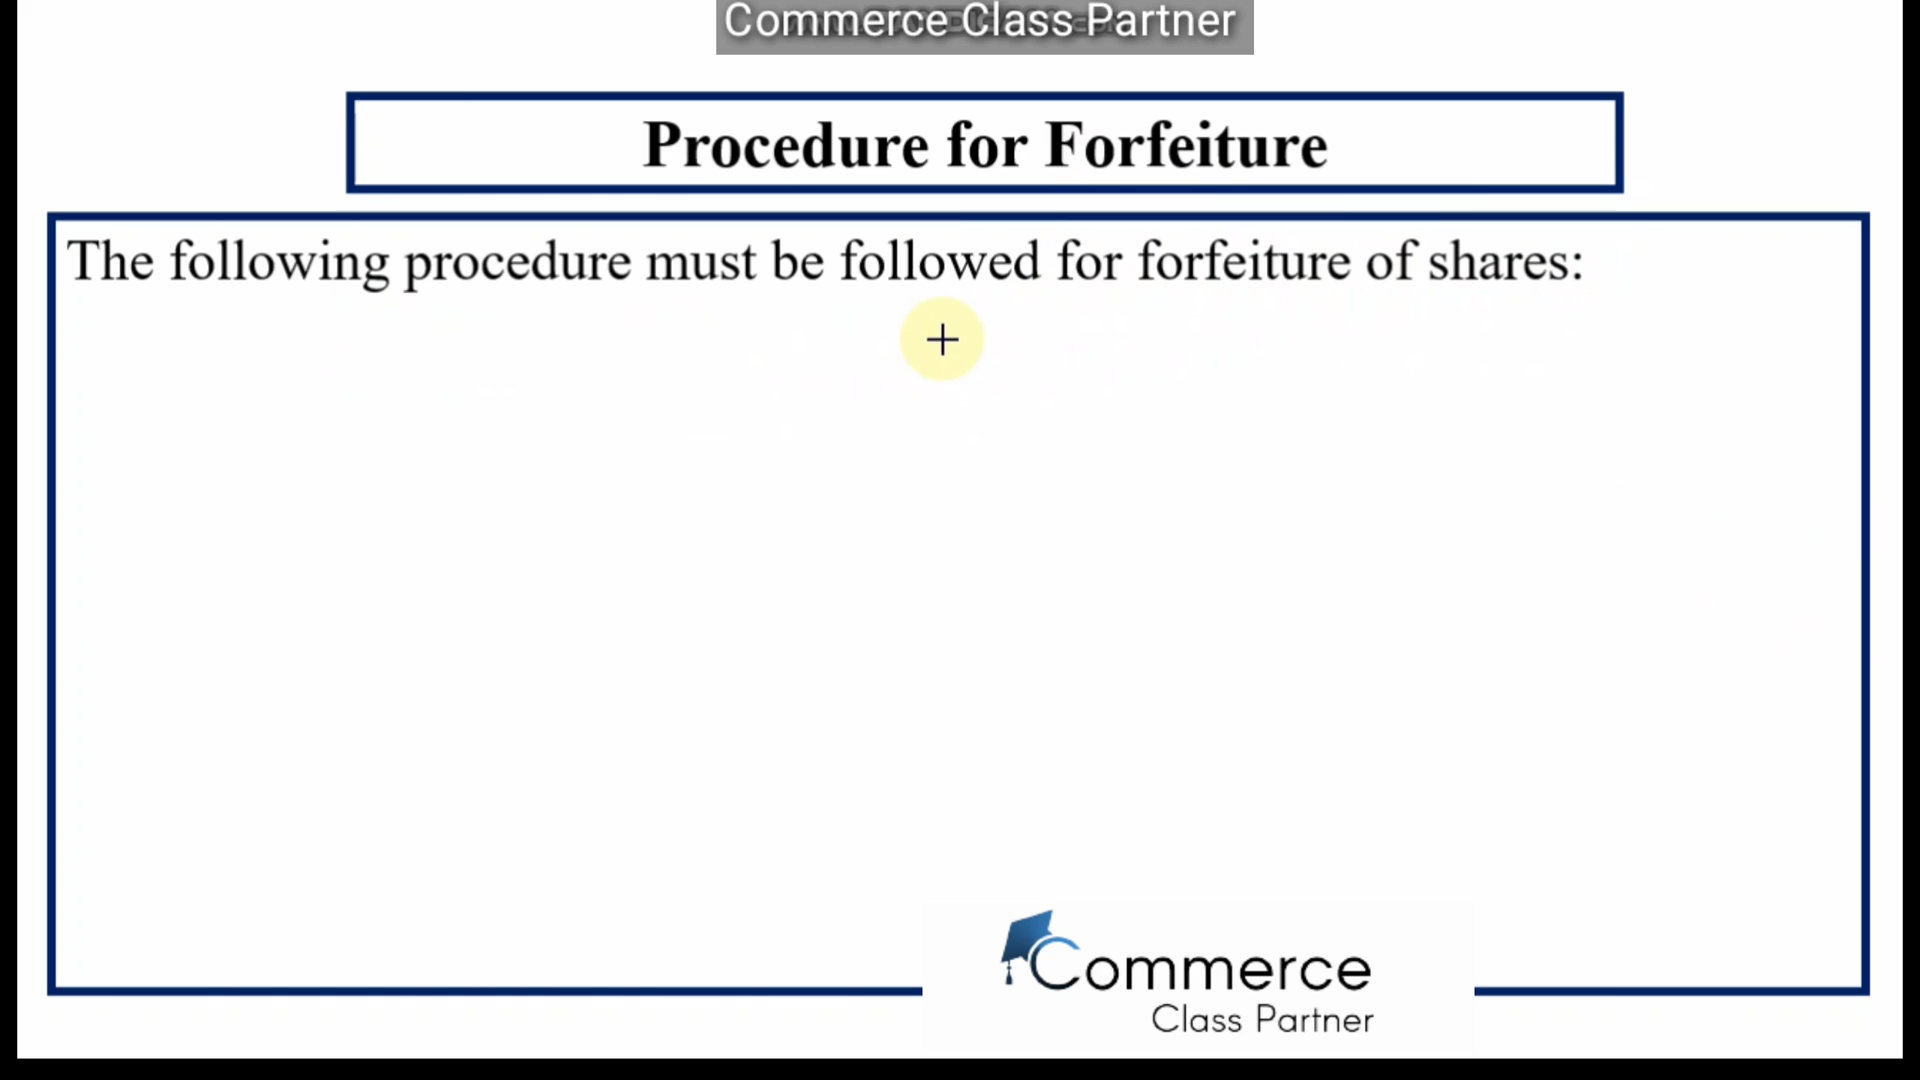 Commerce Class Partner
Procedure for Forfeiture
The following procedure must be followed for forfeiture of shares:
Commerce
Class Partner